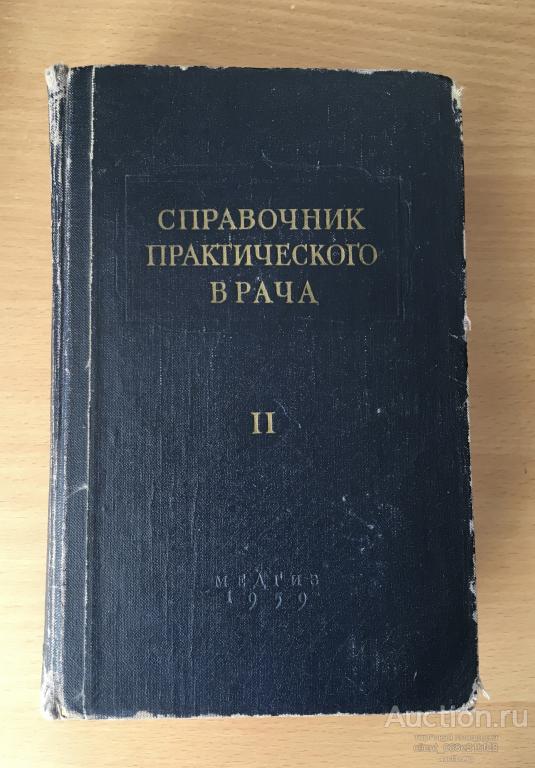 СПРАВОЧНИК
ПРАКТИЧЕСКОГО
ВРАЧА
II
МЕДГИЗ
1959
Auction.ru